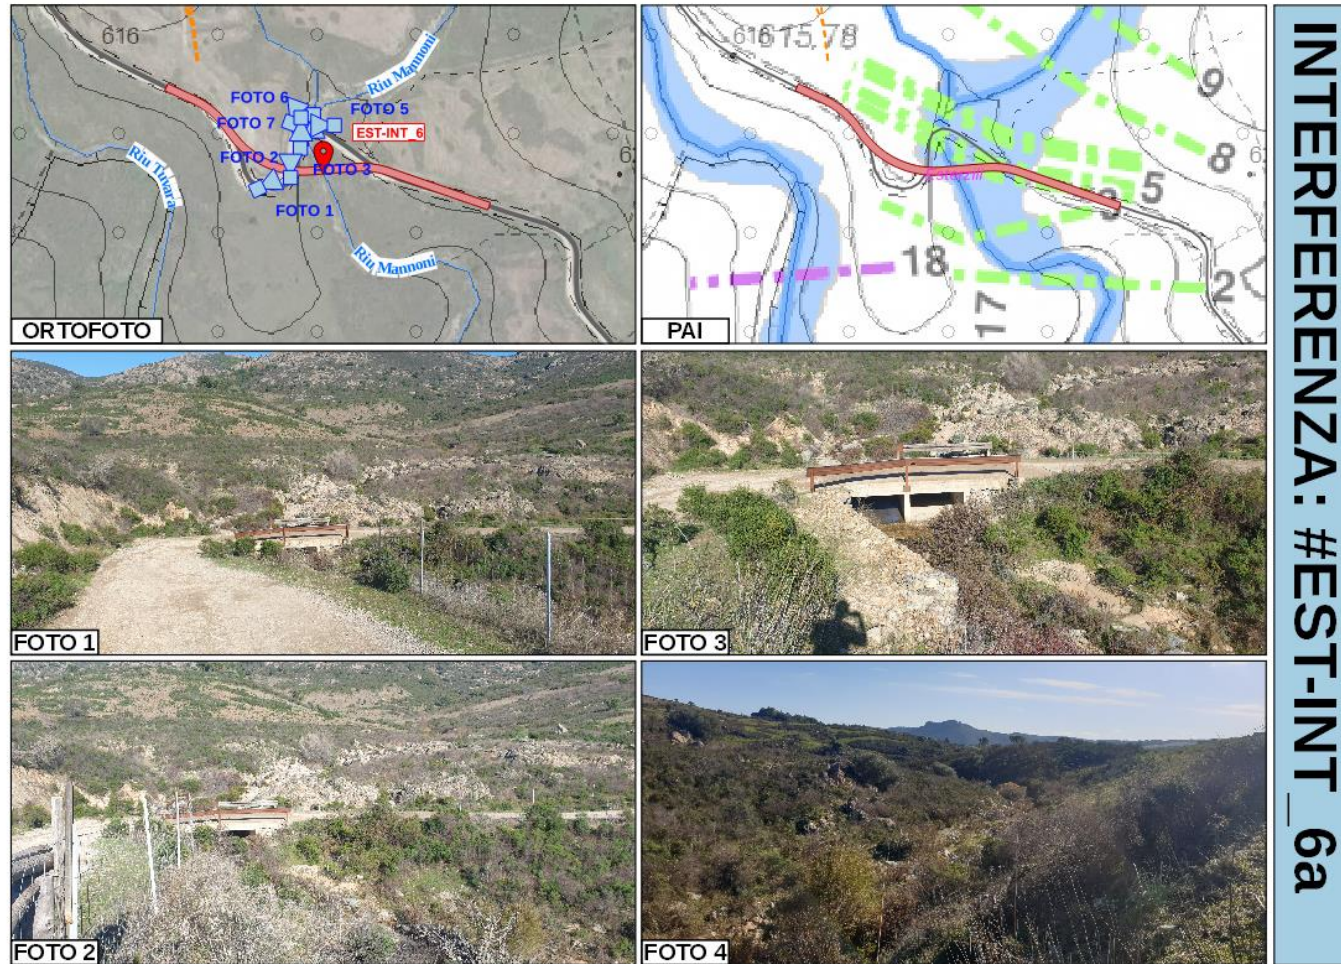 616
Riu Mannoni
FOTO 6
FOTO 5
FOTO 7
EST-INT_6
FOTO 2
FOTO 3
Riu Tuvara
FOTO 1
Riu Mannoni
ORTOFOTO
616
615.78
9
8
5
3
18
2
17
PAI
FOTO 1
FOTO 3
FOTO 2
FOTO 4
INTERFERENZA: #EST-INT_6a